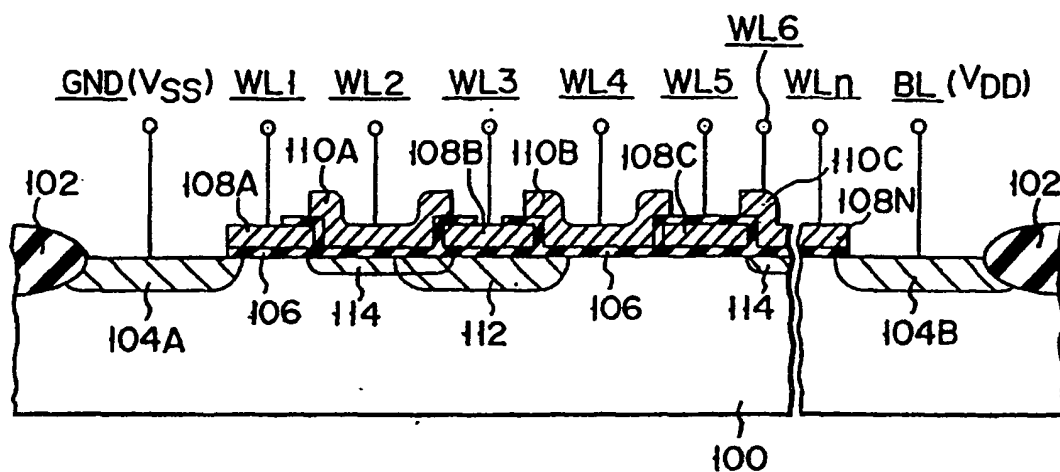 WL6
GND(VSS) WL1 WL2 WL3 WL4 WL5 WLn BL (VDD)
102 108A 110A 108B 110B 108C 110C 108N 102
104A 106 114 112 106 114 104B
100